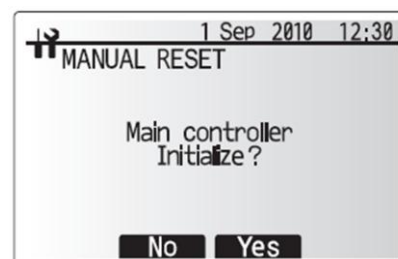 1 Sep 2010 12:30
MANUAL RESET
Main controller
Initialize?
No Yes